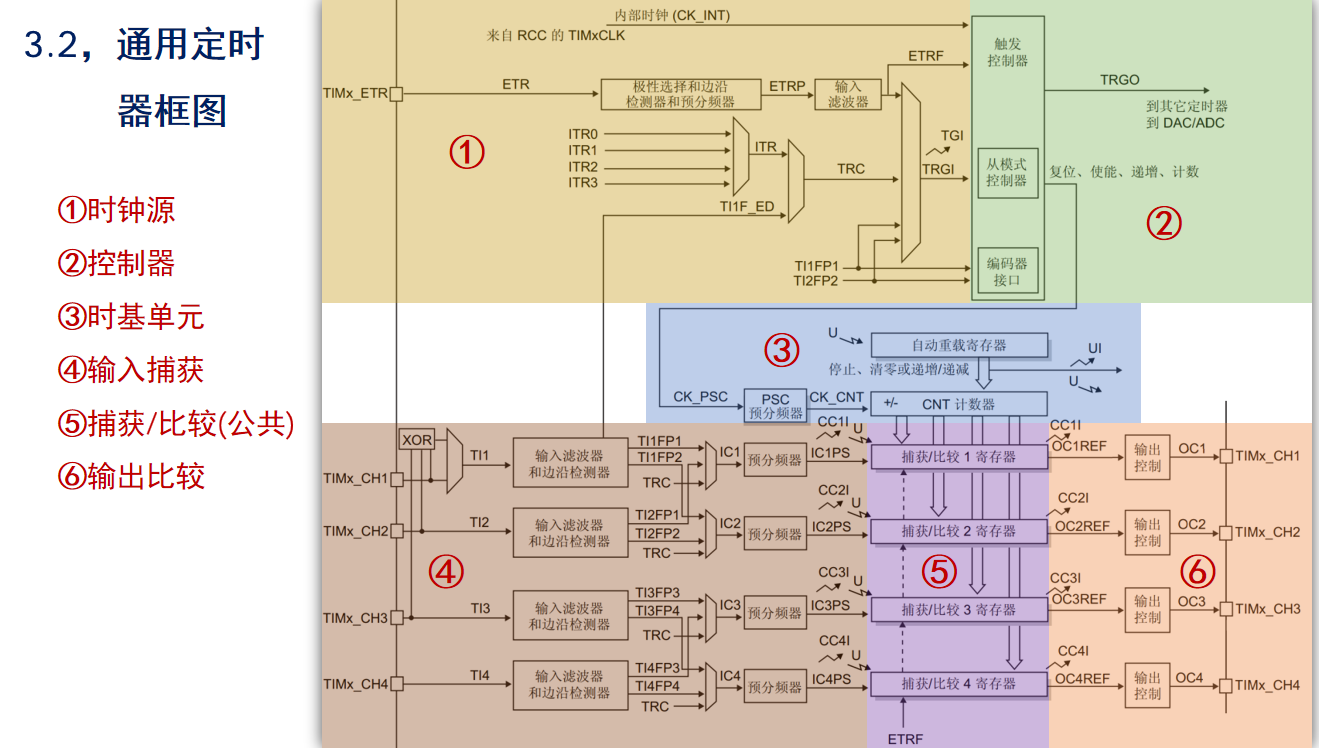 3.2，通用定时
器框图
①时钟源
②控制器
③时基单元
④输入捕获
⑤捕获/比较(公共)
⑥输出比较
内部时钟 (CK_INT)
来自 RCC 的 TIMxCLK
触发
控制器
ETRF
TRGO
到其它定时器
到 DAC/ADC
TIMx_ETR
ETR
极性选择和边沿
检测器和预分频器
ETRP
输入
滤波器
①
ITR0
ITR1
ITR2
ITR3
ITR
TRC
TI1F_ED
TGI
TRGI
从模式
控制器
复位、使能、递增、计数
②
TI1FP1
TI2FP2
编码器
接口
③
U
自动重载寄存器
UI
停止、清零或递增/递减
U
CK_PSC
PSC
预分频器
CK_CNT
+/-
CNT 计数器
XOR
TIMx_CH1
TI1
输入滤波器
和边沿检测器
TI1FP1
TI1FP2
TRC
IC1
预分频器
CC1I
U
IC1PS
捕获/比较 1 寄存器
CC1I
OC1REF
输出
控制
OC1
TIMx_CH1
TIMx_CH2
TI2
输入滤波器
和边沿检测器
TI2FP1
TI2FP2
TRC
IC2
预分频器
CC2I
U
IC2PS
捕获/比较 2 寄存器
CC2I
OC2REF
输出
控制
OC2
TIMx_CH2
④
⑤
⑥
TIMx_CH3
TI3
输入滤波器
和边沿检测器
TI3FP3
TI3FP4
TRC
IC3
预分频器
CC3I
U
IC3PS
捕获/比较 3 寄存器
CC3I
OC3REF
输出
控制
OC3
TIMx_CH3
TIMx_CH4
TI4
输入滤波器
和边沿检测器
TI4FP3
TI4FP4
TRC
IC4
预分频器
CC4I
U
IC4PS
捕获/比较 4 寄存器
CC4I
OC4REF
输出
控制
OC4
TIMx_CH4
ETRF